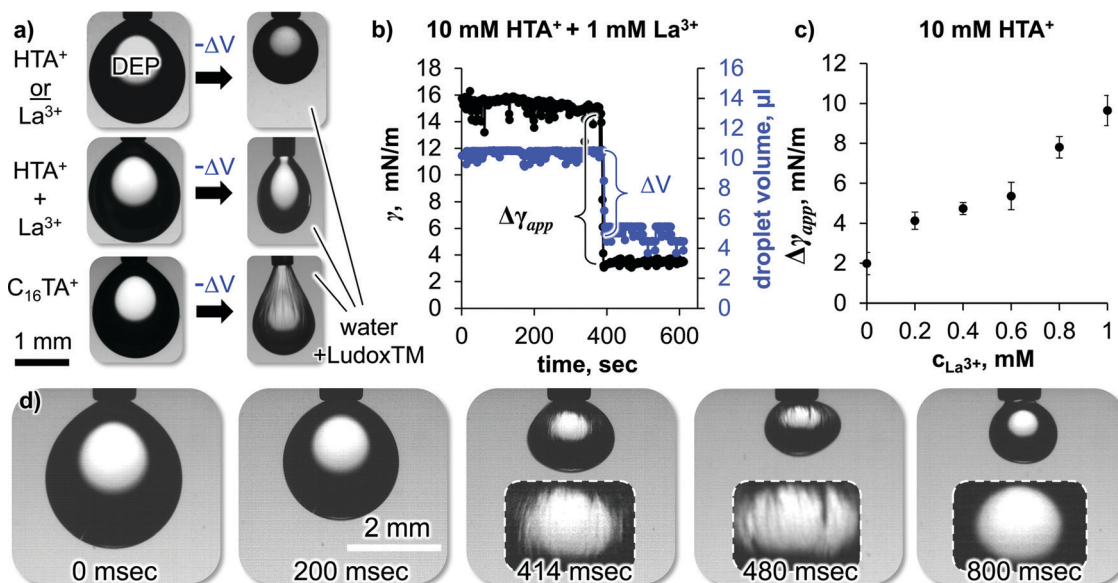 a)
HTA⁺
or
La³⁺
DEP
-ΔV
HTA⁺
+
La³⁺
-ΔV
C₁₆TA⁺
-ΔV
1 mm
water
+LudoxTM
b)
10 mM HTA⁺ + 1 mM La³⁺
18
16
14
12
10
8
6
4
2
0
γ, mN/m
16
14
12
10
8
6
4
2
0
droplet volume, µl
Δγapp
ΔV
0
200
400
600
time, sec
c)
10 mM HTA⁺
12
10
8
6
4
2
0
Δγapp, mN/m
0
0.2
0.4
0.6
0.8
1
cLa³⁺, mM
d)
2 mm
0 msec
200 msec
414 msec
480 msec
800 msec